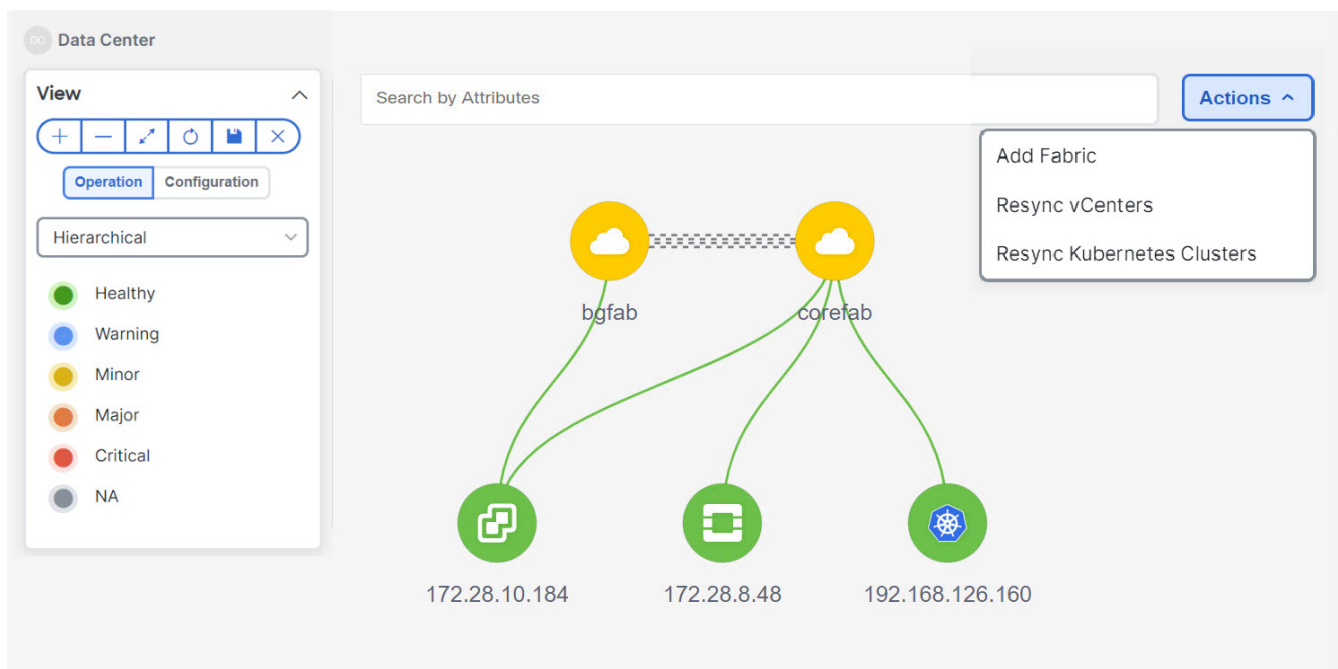 DC Data Center
View
Search by Attributes
Actions
Add Fabric
Operation Configuration
Resync vCenters
Hierarchical
Resync Kubernetes Clusters
Healthy
bgfab
corefab
Warning
Minor
Major
Critical
NA
172.28.10.184
172.28.8.48
192.168.126.160